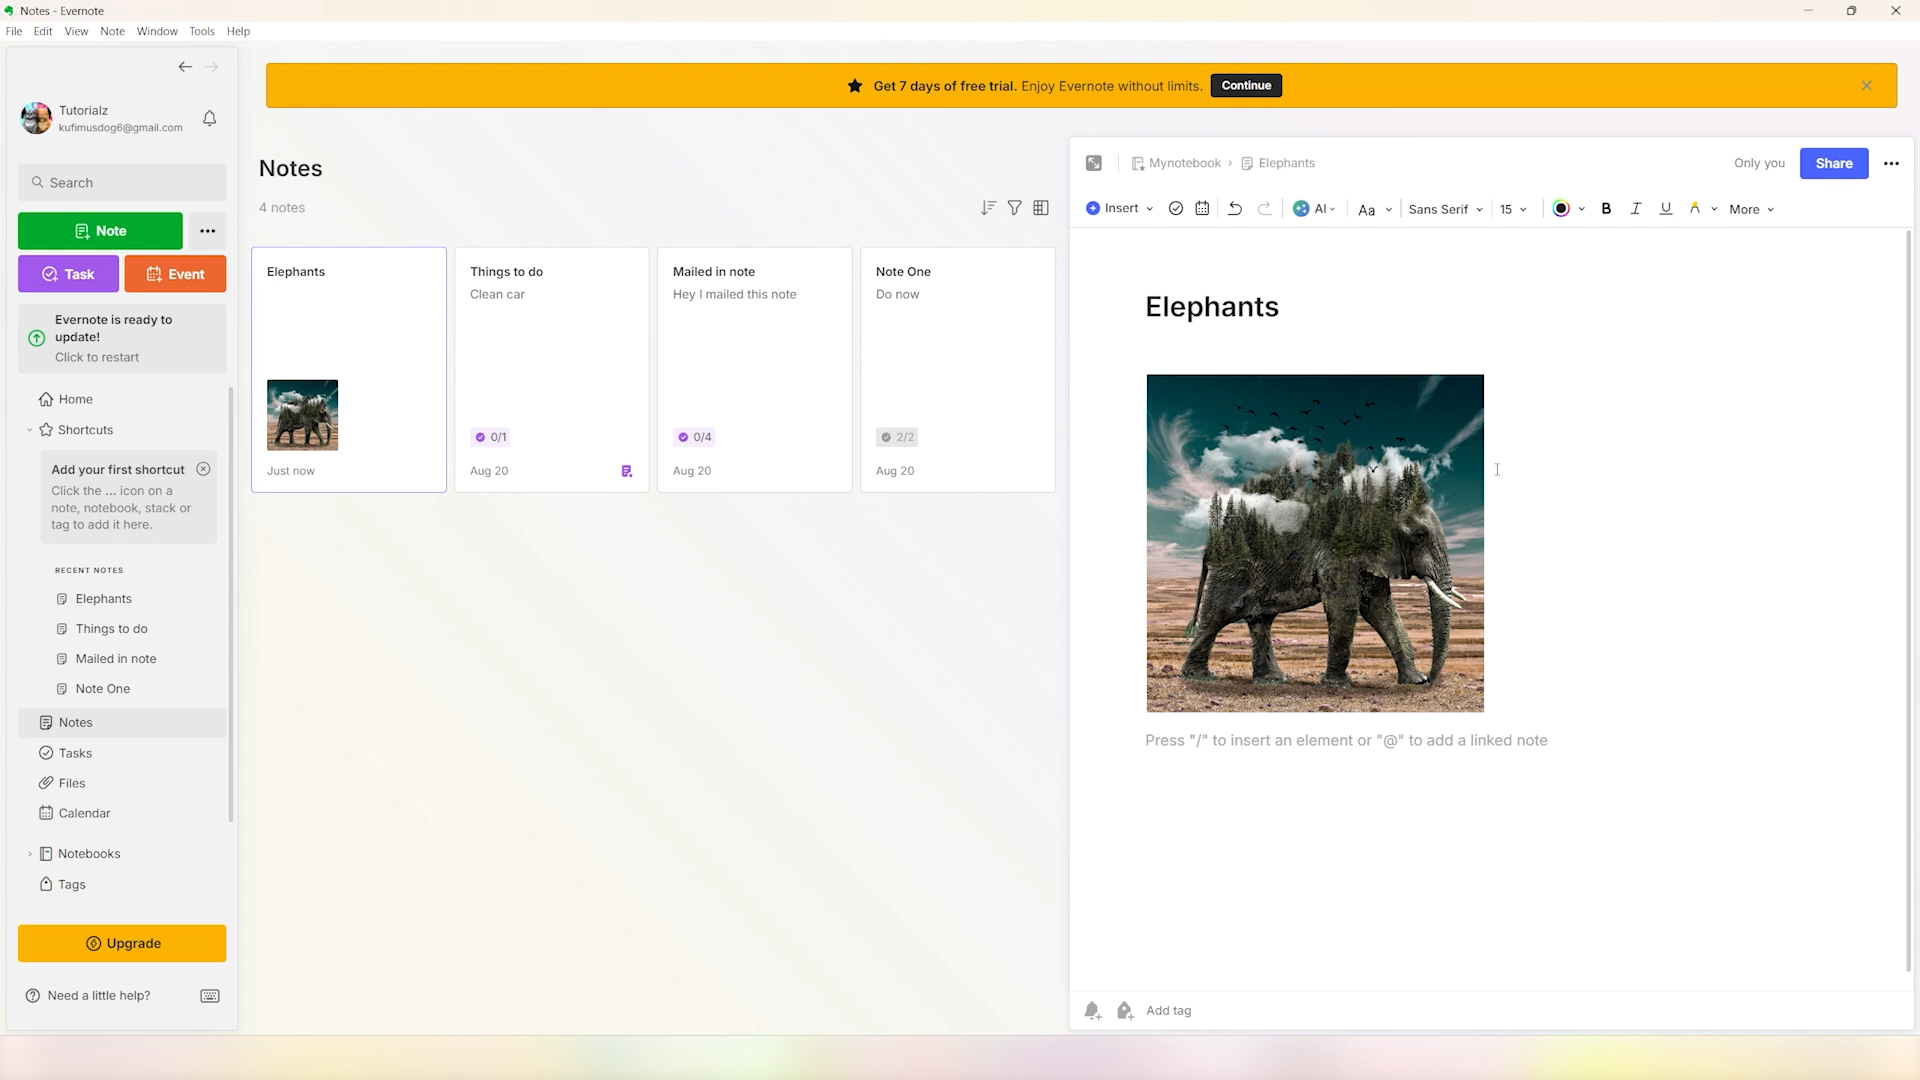 Notes - Evernote
File Edit View Note Window Tools Help
Get 7 days of free trial. Enjoy Evernote without limits. Continue
Tutorialz
kufimusdog6@gmail.com
Search
Note
Task Event
Evernote is ready to
update!
Click to restart
Home
Shortcuts
Add your first shortcut
Click the ... icon on a
note, notebook, stack or
tag to add it here.
RECENT NOTES
Elephants
Things to do
Mailed in note
Note One
Notes
Tasks
Files
Calendar
Notebooks
Tags
Upgrade
Need a little help?
Notes
4 notes
Elephants
Just now
Things to do
Clean car
0/1
Aug 20
Mailed in note
Hey I mailed this note
0/4
Aug 20
Note One
Do now
2/2
Aug 20
Mynotebook › Elephants
Only you Share
Insert AI Aa Sans Serif 15 B I U A More
Elephants
Press "/" to insert an element or "@" to add a linked note
Add tag